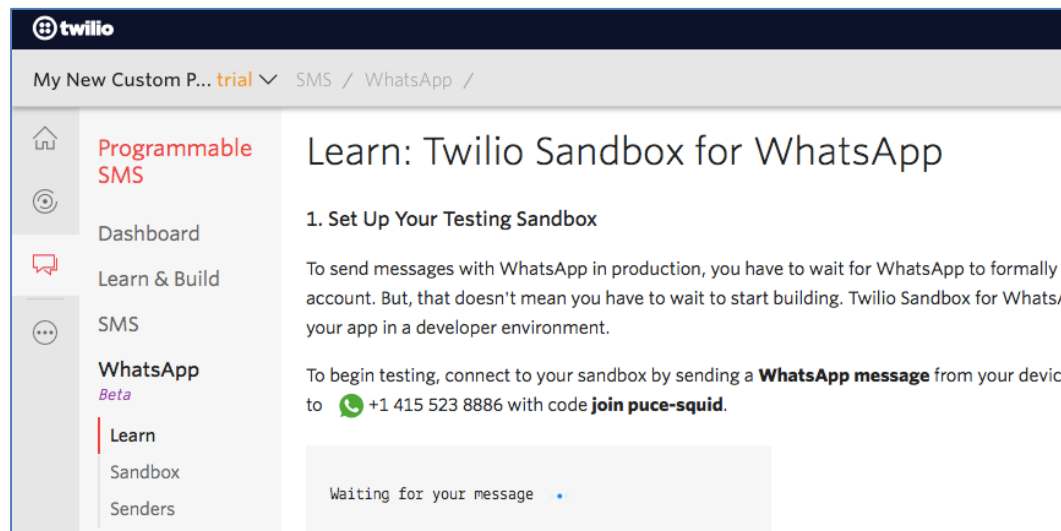 twilio
My New Custom P... trial SMS / WhatsApp /
Programmable
SMS
Dashboard
Learn & Build
SMS
WhatsApp
Beta
Learn
Sandbox
Senders
Learn: Twilio Sandbox for WhatsApp
1. Set Up Your Testing Sandbox
To send messages with WhatsApp in production, you have to wait for WhatsApp to formally
account. But, that doesn't mean you have to wait to start building. Twilio Sandbox for WhatsA
your app in a developer environment.
To begin testing, connect to your sandbox by sending a WhatsApp message from your devic
to +1 415 523 8886 with code join puce-squid.
Waiting for your message